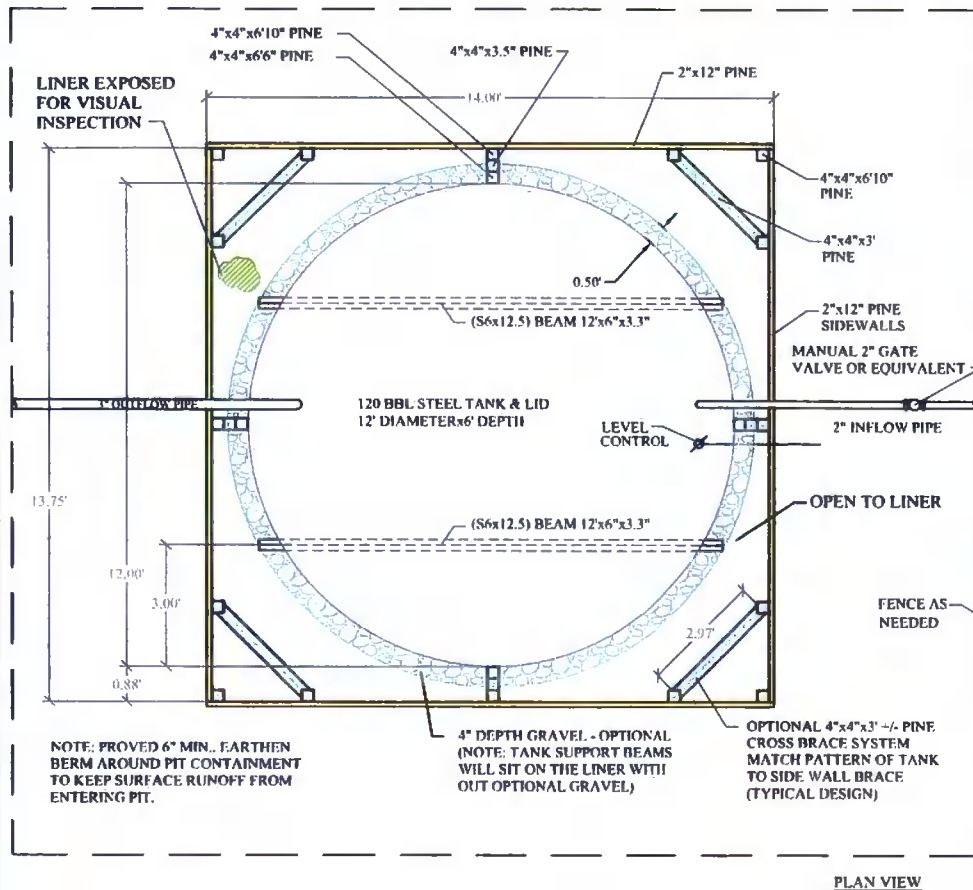 4"x4"x6'10" PINE
4"x4"x6'6" PINE
4"x4"x3.5" PINE
2"x12" PINE
LINER EXPOSED
FOR VISUAL
INSPECTION
14.00'
4"x4"x6'10"
PINE
4"x4"x3'
PINE
0.50'
(S6x12.5) BEAM 12'x6"x3.3"
2"x12" PINE
SIDEWALLS
MANUAL 2" GATE
VALVE OR EQUIVALENT
3" OUTFLOW PIPE
120 BBL STEEL TANK & LID
12' DIAMETERx6' DEPTH
LEVEL
CONTROL
2" INFLOW PIPE
13.75'
OPEN TO LINER
(S6x12.5) BEAM 12'x6"x3.3"
12.00'
3.00'
2.97'
FENCE AS
NEEDED
0.88'
NOTE: PROVED 6" MIN., EARTHEN
BERM AROUND PIT CONTAINMENT
TO KEEP SURFACE RUNOFF FROM
ENTERING PIT.
4" DEPTH GRAVEL - OPTIONAL
(NOTE: TANK SUPPORT BEAMS
WILL SIT ON THE LINER WITH
OUT OPTIONAL GRAVEL)
OPTIONAL 4"x4"x3' +/- PINE
CROSS BRACE SYSTEM
MATCH PATTERN OF TANK
TO SIDE WALL BRACE
(TYPICAL DESIGN)
PLAN VIEW